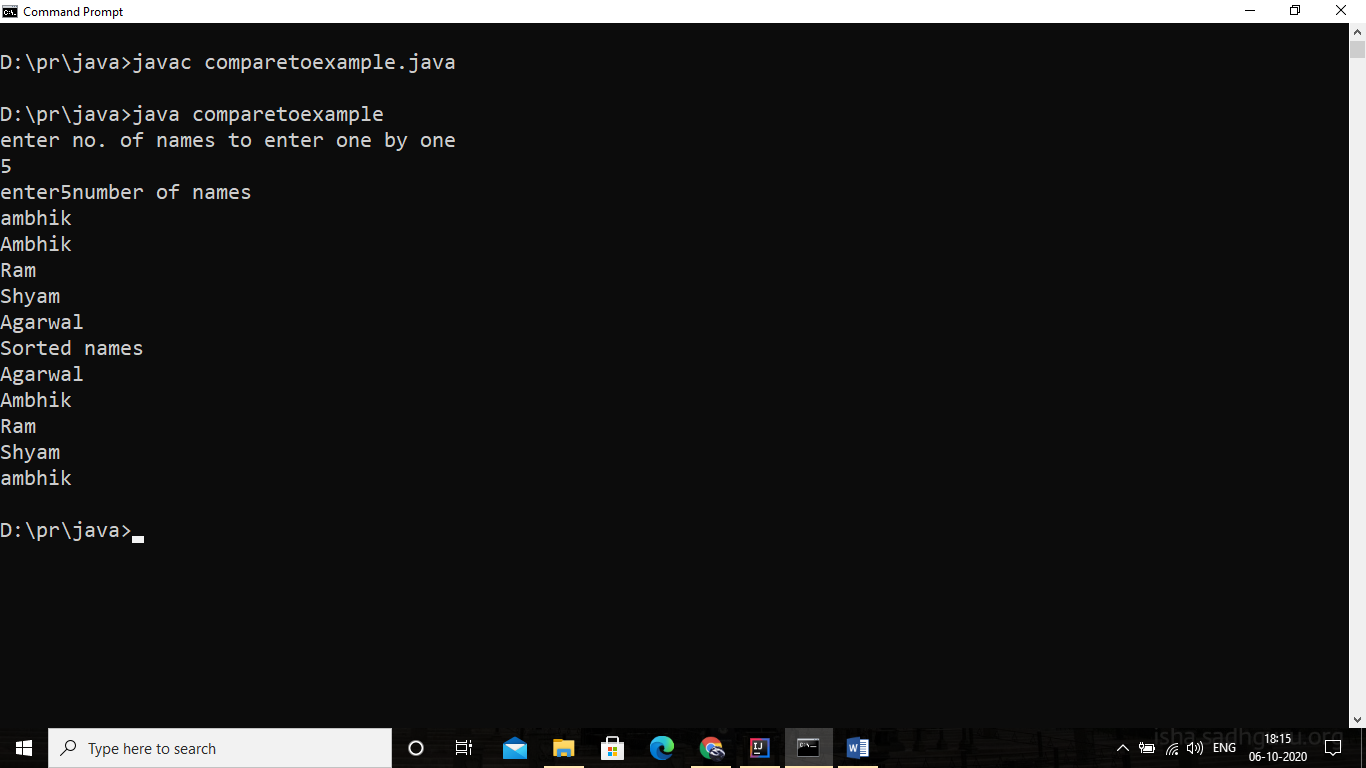 Command Prompt
D:\pr\java>javac comparetoexample.java
D:\pr\java>java comparetoexample
enter no. of names to enter one by one
5
enter5number of names
ambhik
Ambhik
Ram
Shyam
Agarwal
Sorted names
Agarwal
Ambhik
Ram
Shyam
ambhik
D:\pr\java>
Type here to search
ENG
18:15
06-10-2020